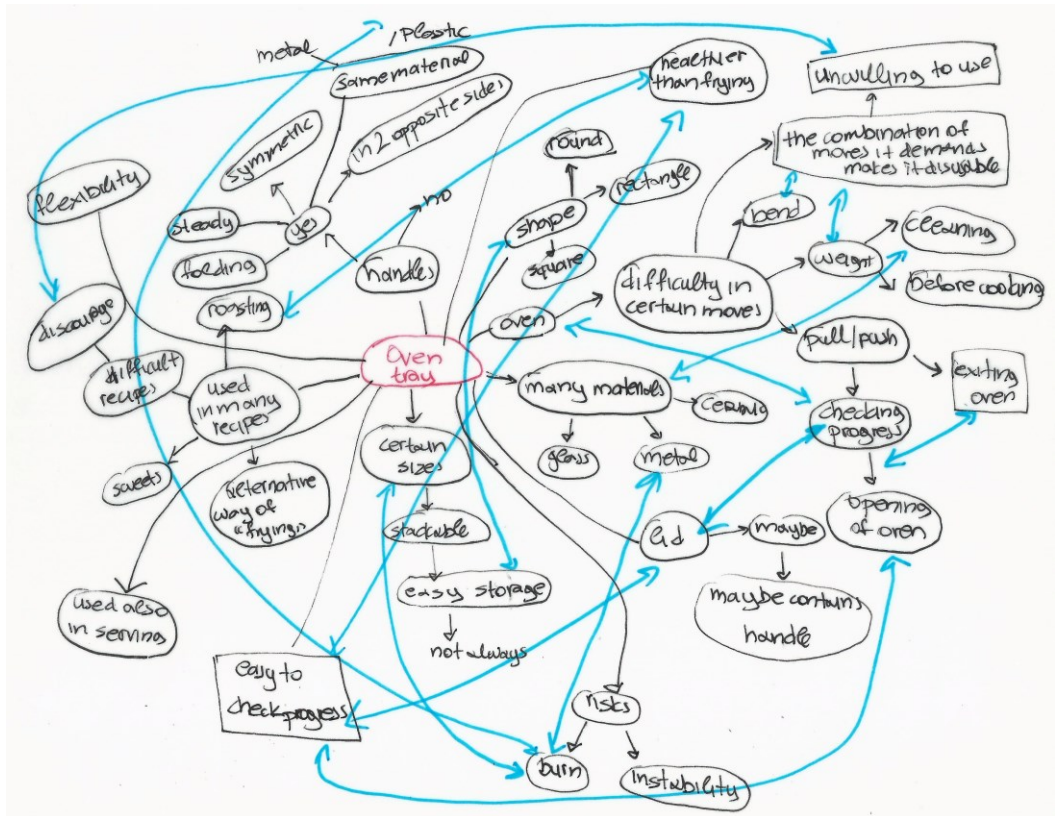 metal
/Plastic
same material
in 2 opposite sides
symmetric
healthier
than frying
unwilling to use
the combination of
moves it demands
makes it disusable
round
rectangle
flexibility
no
shape
bend
steady
yes
square
cleaning
folding
handles
weight
before cooking
roasting
difficulty in
certain moves
discourage
oven
pull/push
Oven
tray
difficult
recipes
used
in many
recipes
many materials
exiting
oven
checking
progress
certain
sizes
glass
metal
sweets
alternative
way of
"frying"
stackable
lid
maybe
opening
of oven
easy storage
maybe contains
handle
used also
in serving
not always
easy to
check progress
risks
burn
instability